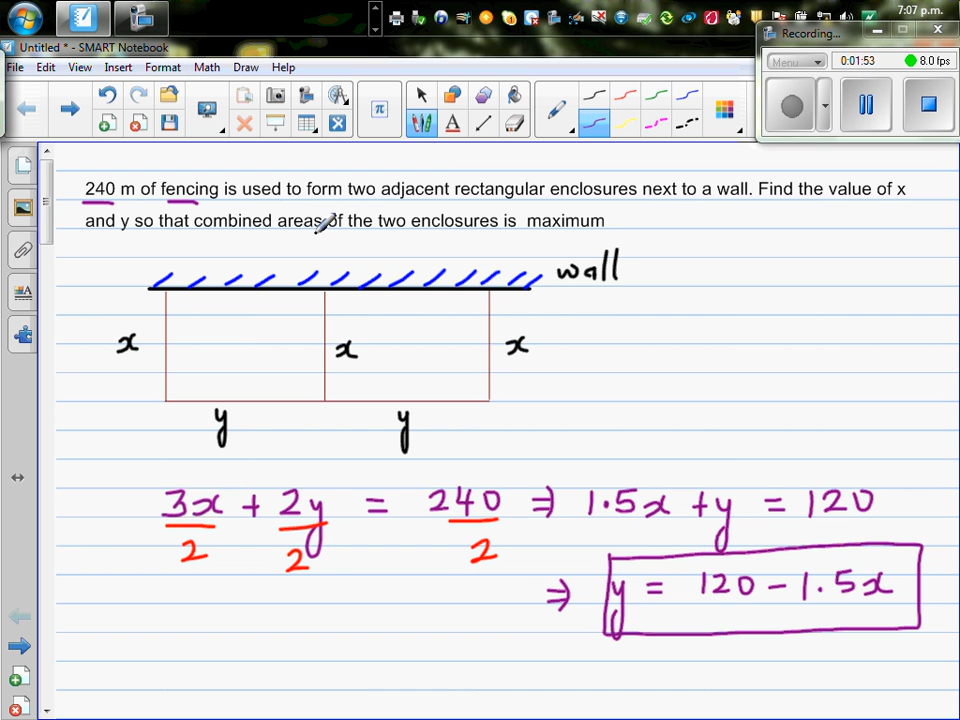 7:07 p.m.
Untitled * - SMART Notebook
Recording...
File Edit View Insert Format Math Draw Help
Menu 0:01:53 8.0 fps
π
A
240 m of fencing is used to form two adjacent rectangular enclosures next to a wall. Find the value of x
and y so that combined areas of the two enclosures is maximum
wall
x x x
y y
3x + 2y = 240 ⇒ 1.5x + y = 120
2 2 2
⇒ y = 120 - 1.5x